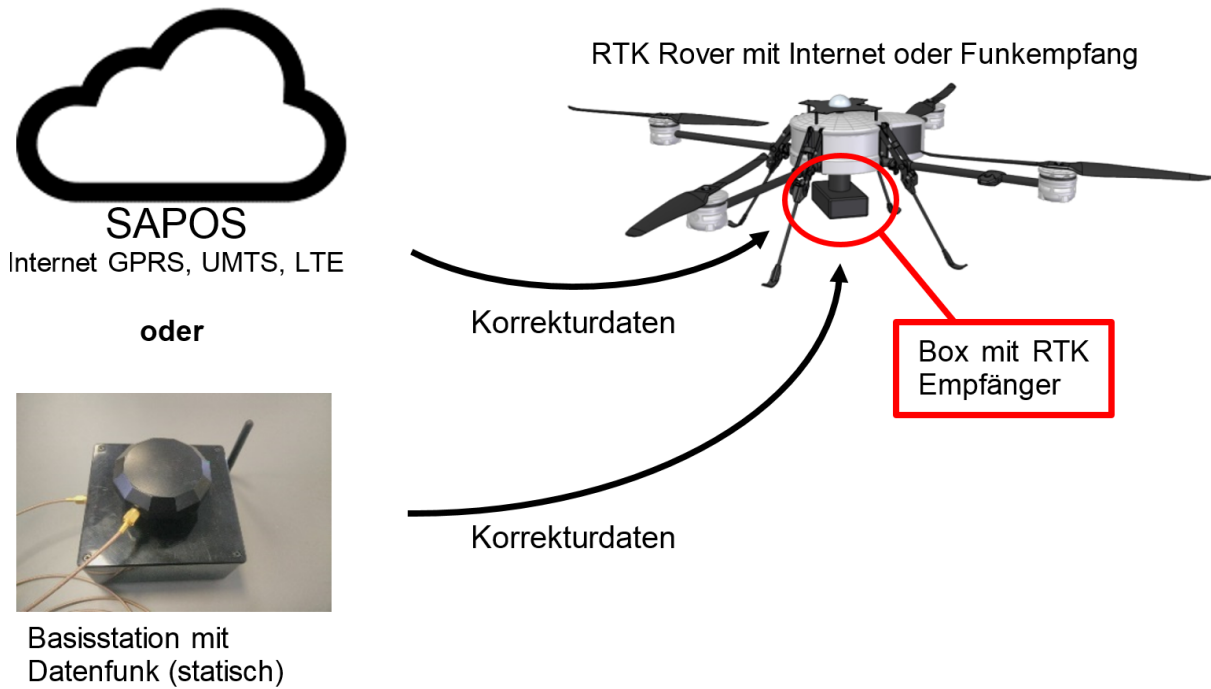 RTK Rover mit Internet oder Funkempfang
SAPOS
Internet GPRS, UMTS, LTE
oder
Korrekturdaten
Box mit RTK
Empfänger
Korrekturdaten
Basisstation mit
Datenfunk (statisch)